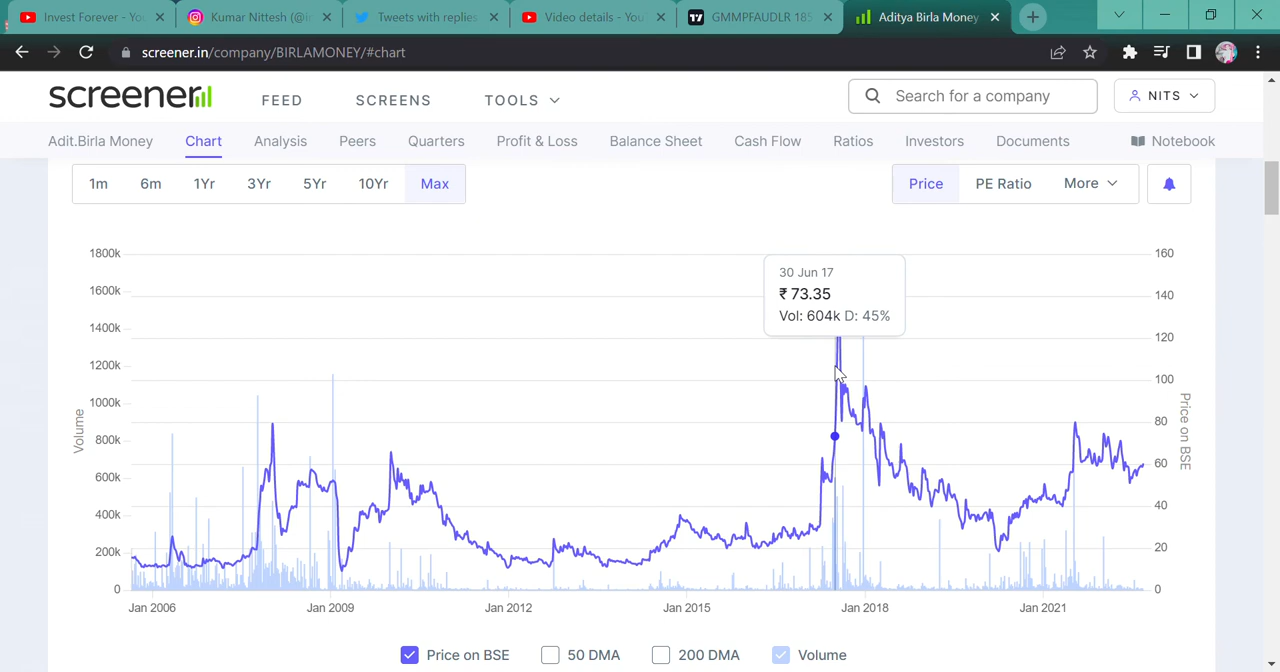 Invest Forever - You
Kumar Nittesh (@in
Tweets with replies
Video details - You
GMMPFAUDLR 185
Aditya Birla Money
screener.in/company/BIRLAMONEY/#chart
screener
FEED
SCREENS
TOOLS
Search for a company
NITS
Adit.Birla Money
Chart
Analysis
Peers
Quarters
Profit & Loss
Balance Sheet
Cash Flow
Ratios
Investors
Documents
Notebook
1m
6m
1Yr
3Yr
5Yr
10Yr
Max
Price
PE Ratio
More
1800k
1600k
1400k
1200k
1000k
800k
600k
400k
200k
0
Volume
30 Jun 17
₹ 73.35
Vol: 604k D: 45%
160
140
120
100
80
60
40
20
0
Price on BSE
Jan 2006
Jan 2009
Jan 2012
Jan 2015
Jan 2018
Jan 2021
Price on BSE
50 DMA
200 DMA
Volume